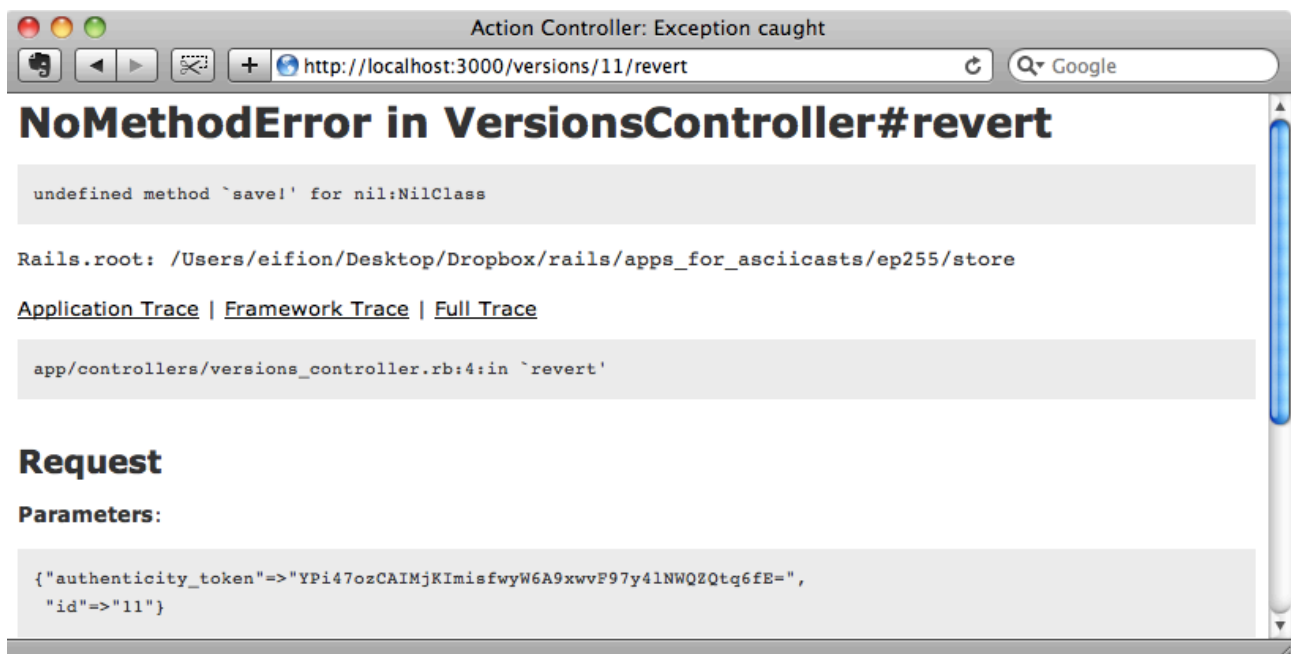 Action Controller: Exception caught
http://localhost:3000/versions/11/revert
Google
NoMethodError in VersionsController#revert
undefined method `save!' for nil:NilClass
Rails.root: /Users/eifion/Desktop/Dropbox/rails/apps_for_asciicasts/ep255/store
Application Trace | Framework Trace | Full Trace
app/controllers/versions_controller.rb:4:in `revert'
Request
Parameters:
{"authenticity_token"=>"YPi47ozCAIMjKImisfwyW6A9xwvF97y4lNWQZQtq6fE=",
"id"=>"11"}